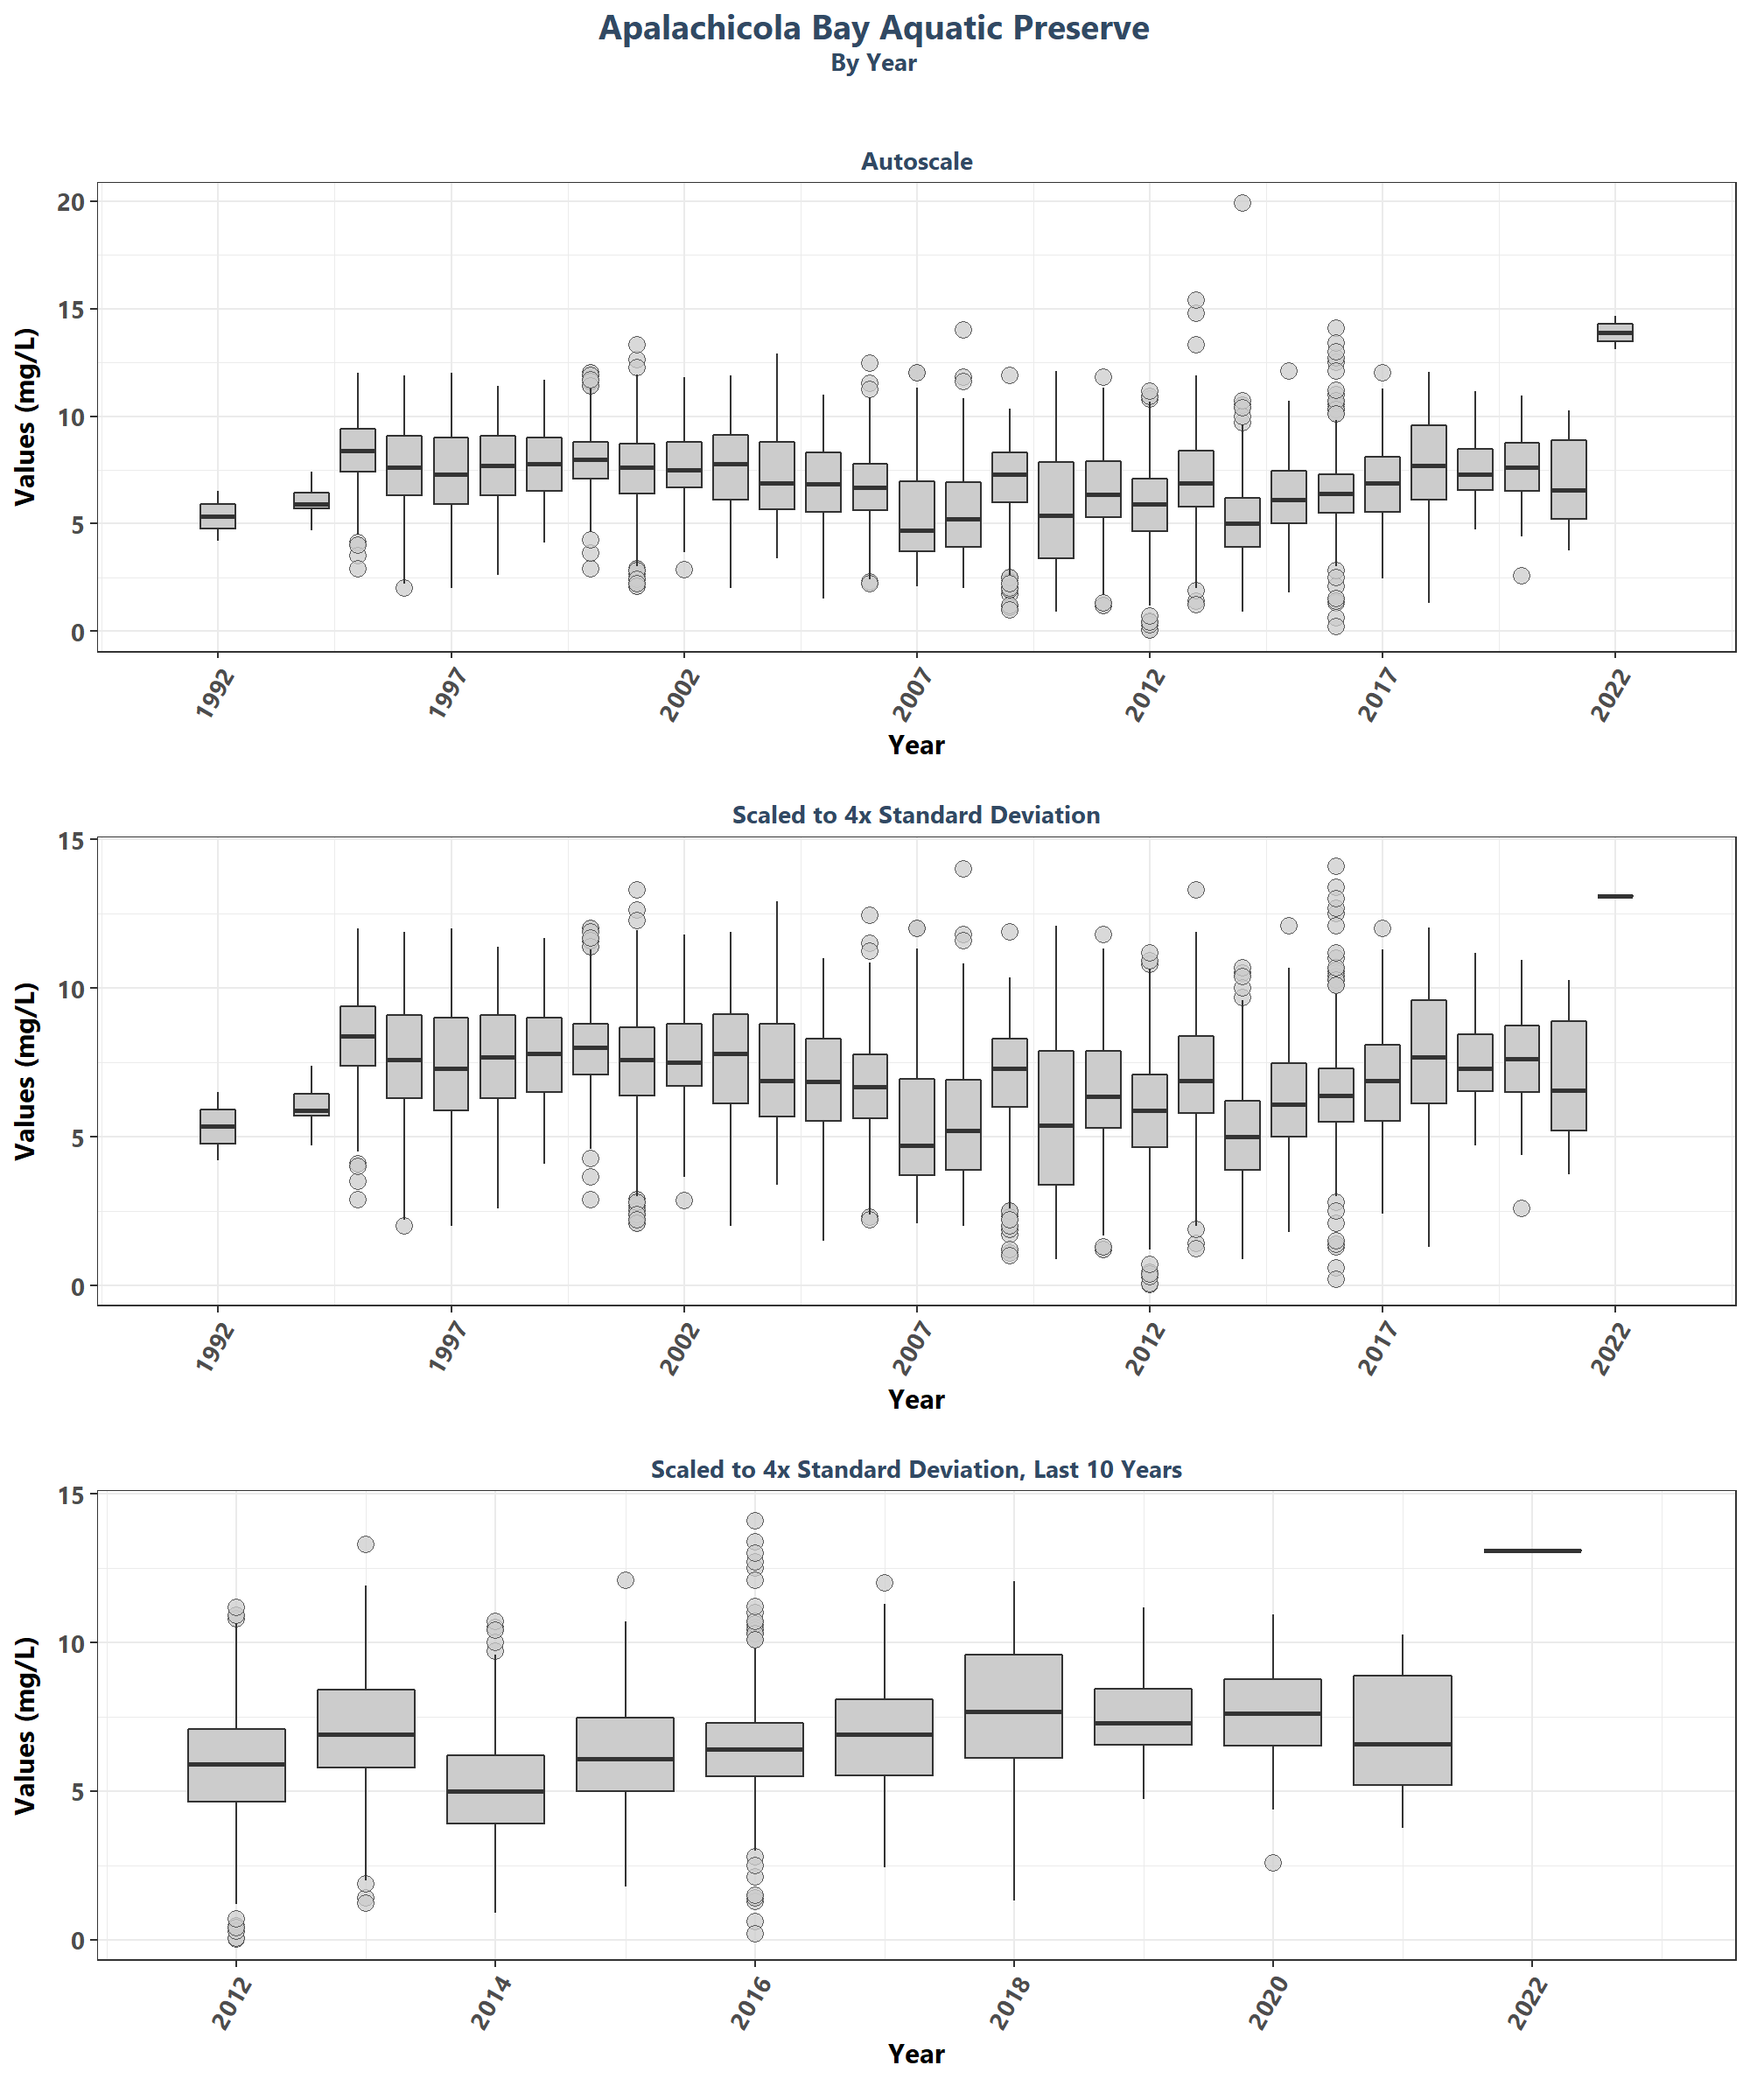 Apalachicola Bay Aquatic Preserve
By Year
Autoscale
Values (mg/L)
20
15
10
5
0
1992 1997 2002 2007 2012 2017 2022
Year
Scaled to 4x Standard Deviation
Values (mg/L)
15
10
5
0
1992 1997 2002 2007 2012 2017 2022
Year
Scaled to 4x Standard Deviation, Last 10 Years
Values (mg/L)
15
10
5
0
2012 2014 2016 2018 2020 2022
Year